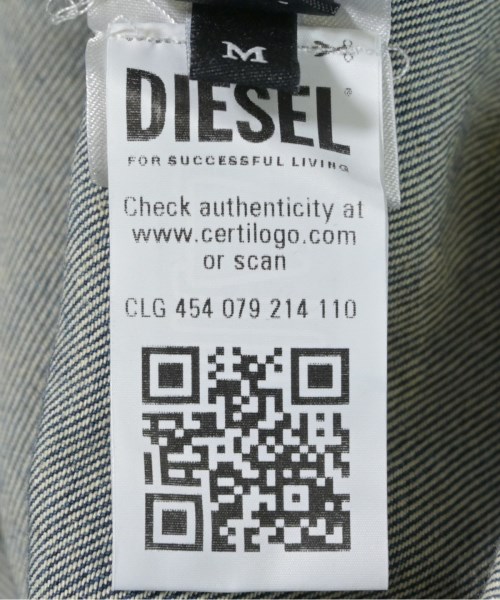 M
DIESEL®
FOR SUCCESSFUL LIVING
Check authenticity at
www.certilogo.com
or scan
CLG 454 079 214 110